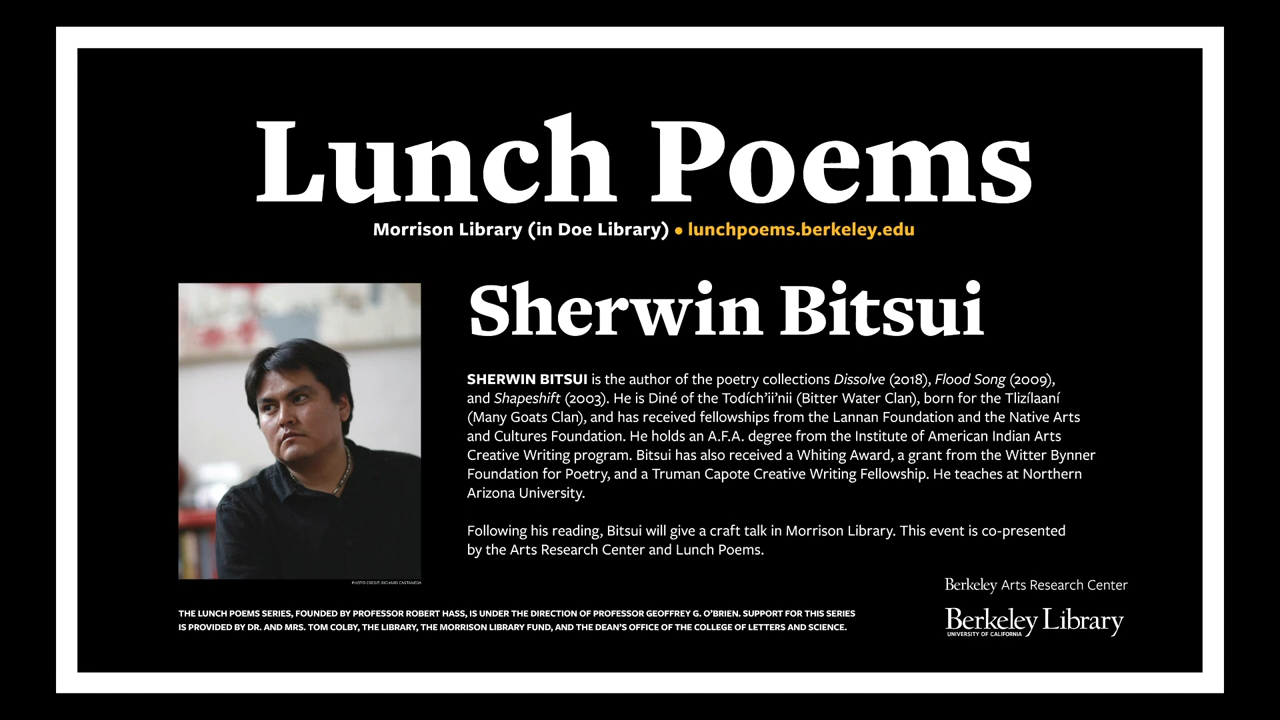 Lunch Poems
Morrison Library (in Doe Library) • lunchpoems.berkeley.edu
Sherwin Bitsui
SHERWIN BITSUI is the author of the poetry collections Dissolve (2018), Flood Song (2009),
and Shapeshift (2003). He is Diné of the Todích’ii’nii (Bitter Water Clan), born for the Tlizílaaní
(Many Goats Clan), and has received fellowships from the Lannan Foundation and the Native Arts
and Cultures Foundation. He holds an A.F.A. degree from the Institute of American Indian Arts
Creative Writing program. Bitsui has also received a Whiting Award, a grant from the Witter Bynner
Foundation for Poetry, and a Truman Capote Creative Writing Fellowship. He teaches at Northern
Arizona University.
Following his reading, Bitsui will give a craft talk in Morrison Library. This event is co-presented
by the Arts Research Center and Lunch Poems.
PHOTO CREDIT: RICHARD CASTANEDA
Berkeley Arts Research Center
THE LUNCH POEMS SERIES, FOUNDED BY PROFESSOR ROBERT HASS, IS UNDER THE DIRECTION OF PROFESSOR GEOFFREY G. O’BRIEN. SUPPORT FOR THIS SERIES
IS PROVIDED BY DR. AND MRS. TOM COLBY, THE LIBRARY, THE MORRISON LIBRARY FUND, AND THE DEAN’S OFFICE OF THE COLLEGE OF LETTERS AND SCIENCE.
Berkeley Library
UNIVERSITY OF CALIFORNIA